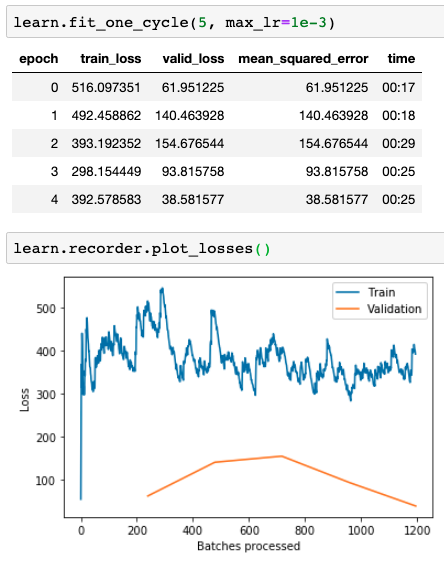 learn.fit_one_cycle(5, max_lr=1e-3)
epoch train_loss valid_loss mean_squared_error time
0 516.097351 61.951225 61.951225 00:17
1 492.458862 140.463928 140.463928 00:18
2 393.192352 154.676544 154.676544 00:29
3 298.154449 93.815758 93.815758 00:25
4 392.578583 38.581577 38.581577 00:25
learn.recorder.plot_losses()
Train
Validation
500
400
300
200
100
Loss
0 200 400 600 800 1000 1200
Batches processed